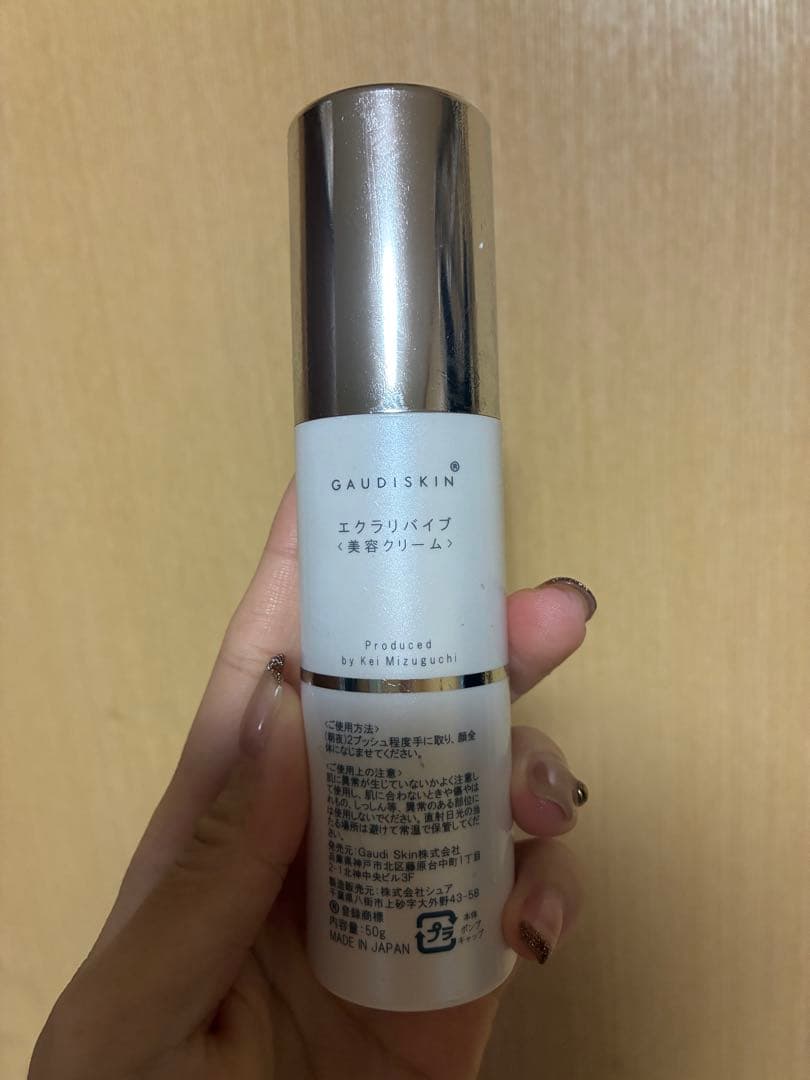 GAUDISKIN®
エクラリバイブ
〈美容クリーム〉
Produced
by Kei Mizuguchi
〈ご使用方法〉
(朝夜)2プッシュ程度手に取り、顔全
体になじませてください。
〈ご使用上の注意〉
肌に異常が生じていないかよく注意し
て使用し、肌に合わないときや傷やは
れもの、しっしん等、異常のある部位に
は使用しないでください。直射日光の当
たる場所は避けて常温で保管してくだ
さい。
発売元:Gaudi Skin株式会社
兵庫県神戸市北区藤原台中町1丁目
2-1北神中央ビル3F
製造販売元:株式会社シュア
千葉県八街市上砂字大外野43-58
®登録商標
内容量:50g
MADE IN JAPAN
プラ
本体
ポンプ
キャップ